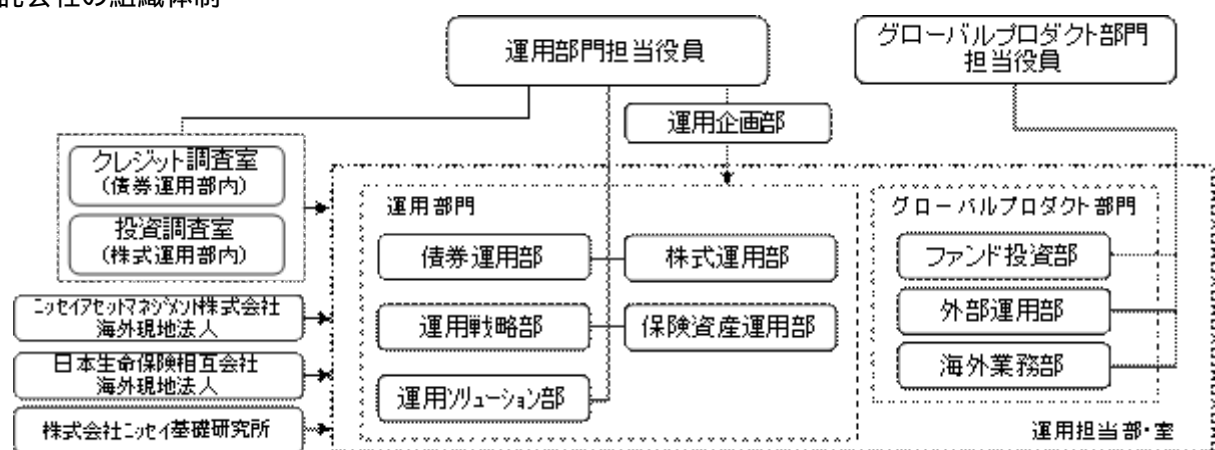 託会社の組織体制
運用部門担当役員
グローバルプロダクト部門
担当役員
運用企画部
クレジット調査室
(債券運用部内)
投資調査室
(株式運用部内)
運用部門
グローバルプロダクト部門
債券運用部
株式運用部
ファンド投資部
運用戦略部
保険資産運用部
外部運用部
運用ソリューション部
海外業務部
ニッセイアセットマネジメント株式会社
海外現地法人
日本生命保険相互会社
海外現地法人
株式会社ニッセイ基礎研究所
運用担当部・室